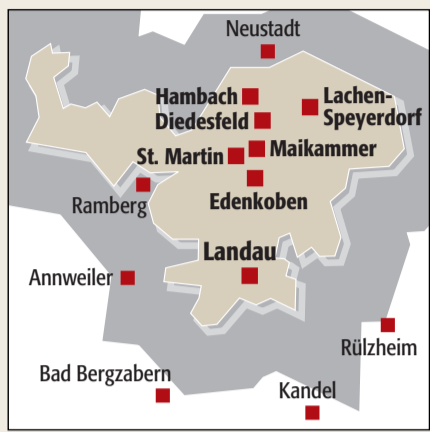 Neustadt
Hambach
Lachen-
Speyerdorf
Diedesfeld
St. Martin
Maikammer
Ramberg
Edenkoben
Landau
Annweiler
Rülzheim
Bad Bergzabern
Kandel